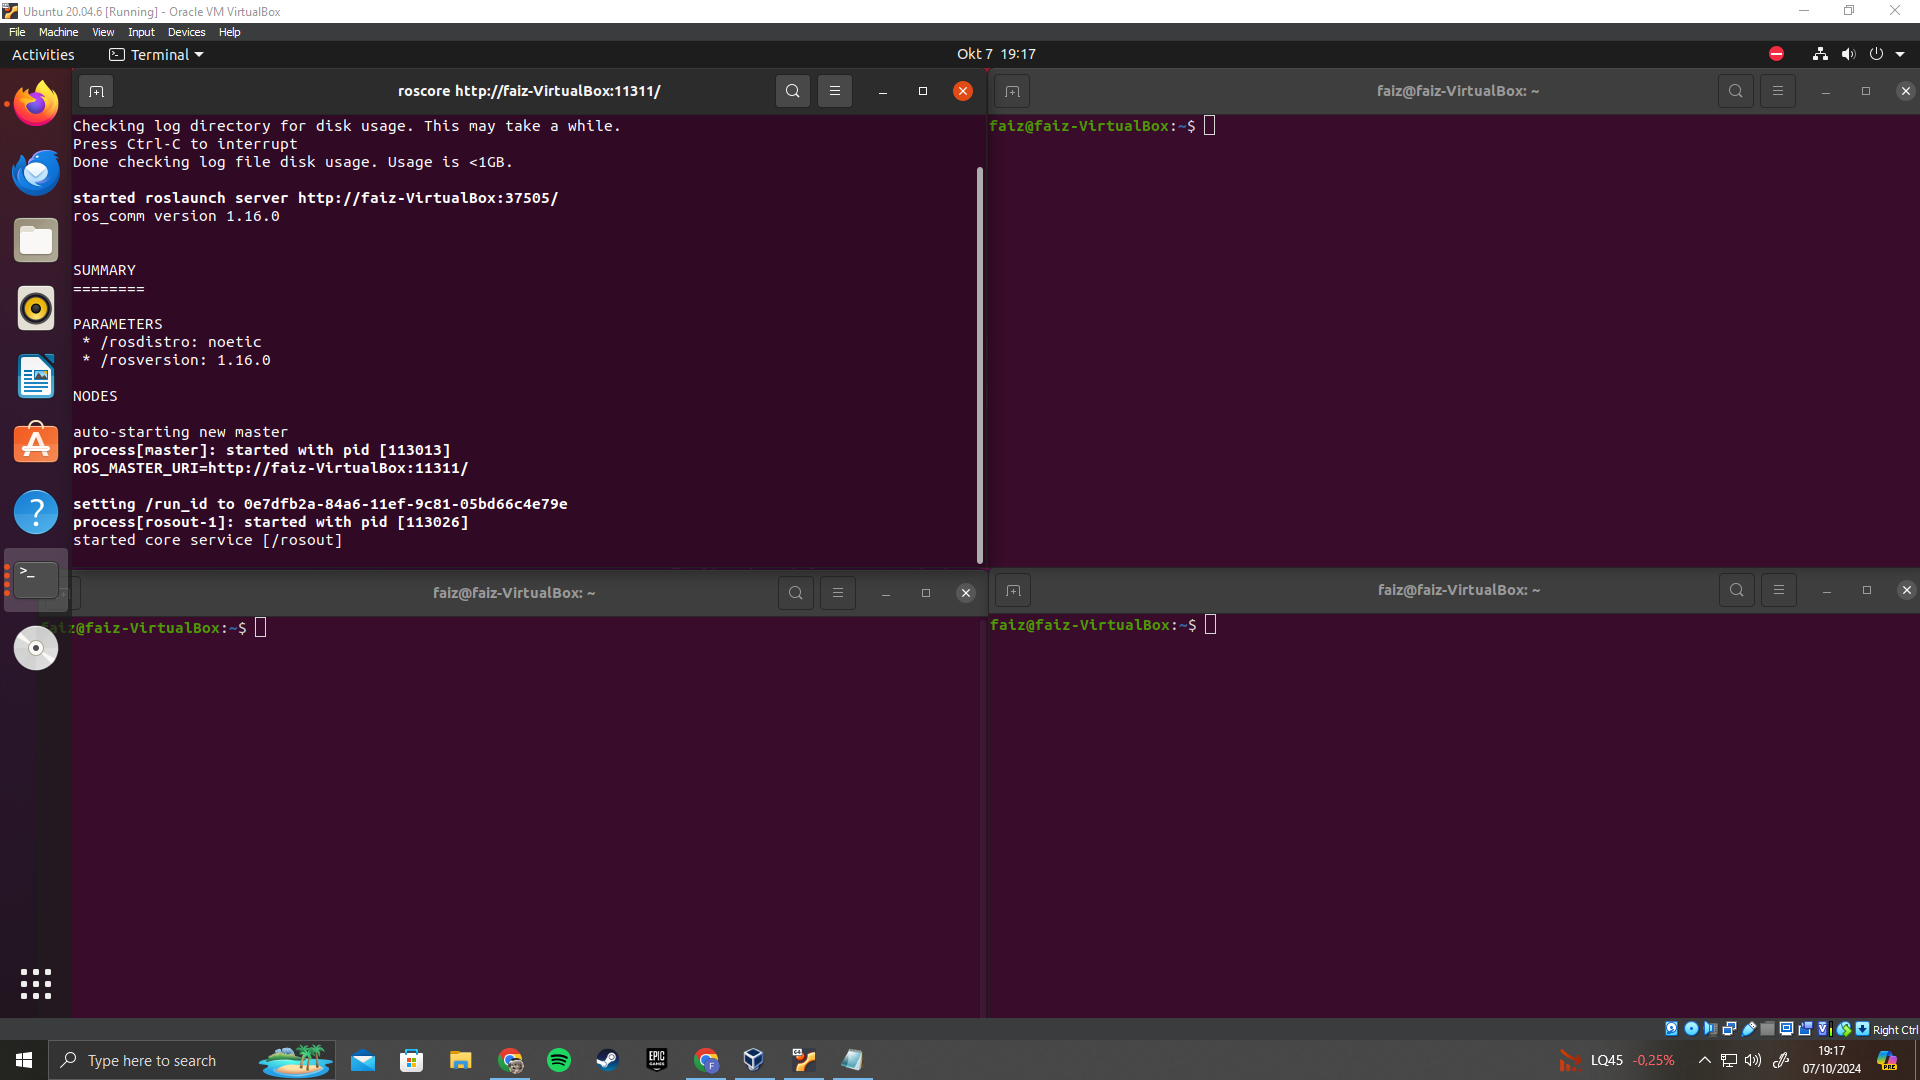 Ubuntu 20.04.6 [Running] - Oracle VM VirtualBox
File Machine View Input Devices Help
Activities Terminal Okt 7 19:17
roscore http://faiz-VirtualBox:11311/
Checking log directory for disk usage. This may take a while.
Press Ctrl-C to interrupt
Done checking log file disk usage. Usage is <1GB.
started roslaunch server http://faiz-VirtualBox:37505/
ros_comm version 1.16.0
SUMMARY
========
PARAMETERS
* /rosdistro: noetic
* /rosversion: 1.16.0
NODES
auto-starting new master
process[master]: started with pid [113013]
ROS_MASTER_URI=http://faiz-VirtualBox:11311/
setting /run_id to 0e7dfb2a-84a6-11ef-9c81-05bd66c4e79e
process[rosout-1]: started with pid [113026]
started core service [/rosout]
faiz@faiz-VirtualBox: ~
faiz@faiz-VirtualBox:~$
faiz@faiz-VirtualBox: ~
faiz@faiz-VirtualBox:~$
faiz@faiz-VirtualBox: ~
faiz@faiz-VirtualBox:~$
Right Ctrl
Type here to search
EPIC GAMES
F
LQ45 -0,25%
19:17
07/10/2024
PRE